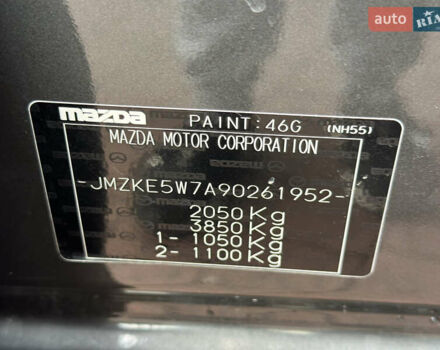 auto RIA
mazda PAINT:46G (NH55)
MAZDA MOTOR CORPORATION
-JMZKE5W7A90261952-
2050Kg
3850Kg
1- 1050Kg
2- 1100Kg